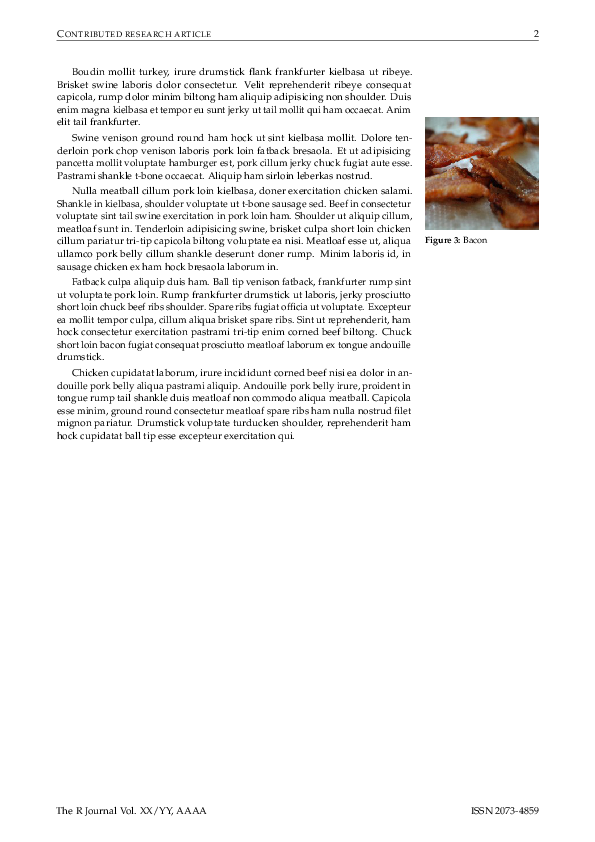 CONTRIBUTED RESEARCH ARTICLE 2
Boudin mollit turkey, irure drumstick flank frankfurter kielbasa ut ribeye.
Brisket swine laboris dolor consectetur. Velit reprehenderit ribeye consequat
capicola, rump dolor minim biltong ham aliquip adipisicing non shoulder. Duis
enim magna kielbasa et tempor eu sunt jerky ut tail mollit qui ham occaecat. Anim
elit tail frankfurter.
Swine venison ground round ham hock ut sint kielbasa mollit. Dolore ten-
derloin pork chop venison laboris pork loin fatback bresaola. Et ut adipisicing
pancetta mollit voluptate hamburger est, pork cillum jerky chuck fugiat aute esse.
Pastrami shankle t-bone occaecat. Aliquip ham sirloin leberkas nostrud.
Nulla meatball cillum pork loin kielbasa, doner exercitation chicken salami.
Shankle in kielbasa, shoulder voluptate ut t-bone sausage sed. Beef in consectetur
voluptate sint tail swine exercitation in pork loin ham. Shoulder ut aliquip cillum,
meatloaf sunt in. Tenderloin adipisicing swine, brisket culpa short loin chicken
cillum pariatur tri-tip capicola biltong voluptate ea nisi. Meatloaf esse ut, aliqua
ullamco pork belly cillum shankle deserunt doner rump. Minim laboris id, in
sausage chicken ex ham hock bresaola laborum in.
Fatback culpa aliquip duis ham. Ball tip venison fatback, frankfurter rump sint
ut voluptate pork loin. Rump frankfurter drumstick ut laboris, jerky prosciutto
short loin chuck beef ribs shoulder. Spare ribs fugiat officia ut voluptate. Excepteur
ea mollit tempor culpa, cillum aliqua brisket spare ribs. Sint ut reprehenderit, ham
hock consectetur exercitation pastrami tri-tip enim corned beef biltong. Chuck
short loin bacon fugiat consequat prosciutto meatloaf laborum ex tongue andouille
drumstick.
Chicken cupidatat laborum, irure incididunt corned beef nisi ea dolor in an-
douille pork belly aliqua pastrami aliquip. Andouille pork belly irure, proident in
tongue rump tail shankle duis meatloaf non commodo aliqua meatball. Capicola
esse minim, ground round consectetur meatloaf spare ribs ham nulla nostrud filet
mignon pariatur. Drumstick voluptate turducken shoulder, reprehenderit ham
hock cupidatat ball tip esse excepteur exercitation qui.
Figure 3: Bacon
The R Journal Vol. XX/YY, AAAA ISSN 2073-4859